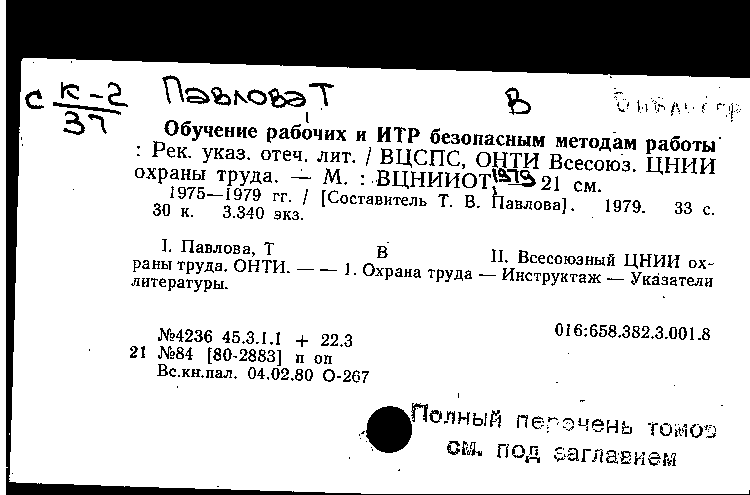 с К-2 Павлова Т В Библиогр
37
Обучение рабочих и ИТР безопасным методам работы
: Рек. указ. отеч. лит. / ВЦСПС, ОНТИ Всесоюз. ЦНИИ
охраны труда. — М. : ВЦНИИОТ, 1979 — 21 см.
1975—1979 гг. / [Составитель Т. В. Павлова]. 1979. 33 с.
30 к. 3.340 экз.
I. Павлова, Т В II. Всесоюзный ЦНИИ ох-
раны труда. ОНТИ. — — 1. Охрана труда — Инструктаж — Указатели
литературы.
016:658.382.3.001.8
№4236 45.3.1.1 + 22.3
21 №84 [80-2883] п оп
Вс.кн.пал. 04.02.80 О-267
Полный перечень томов
см. под заглавием